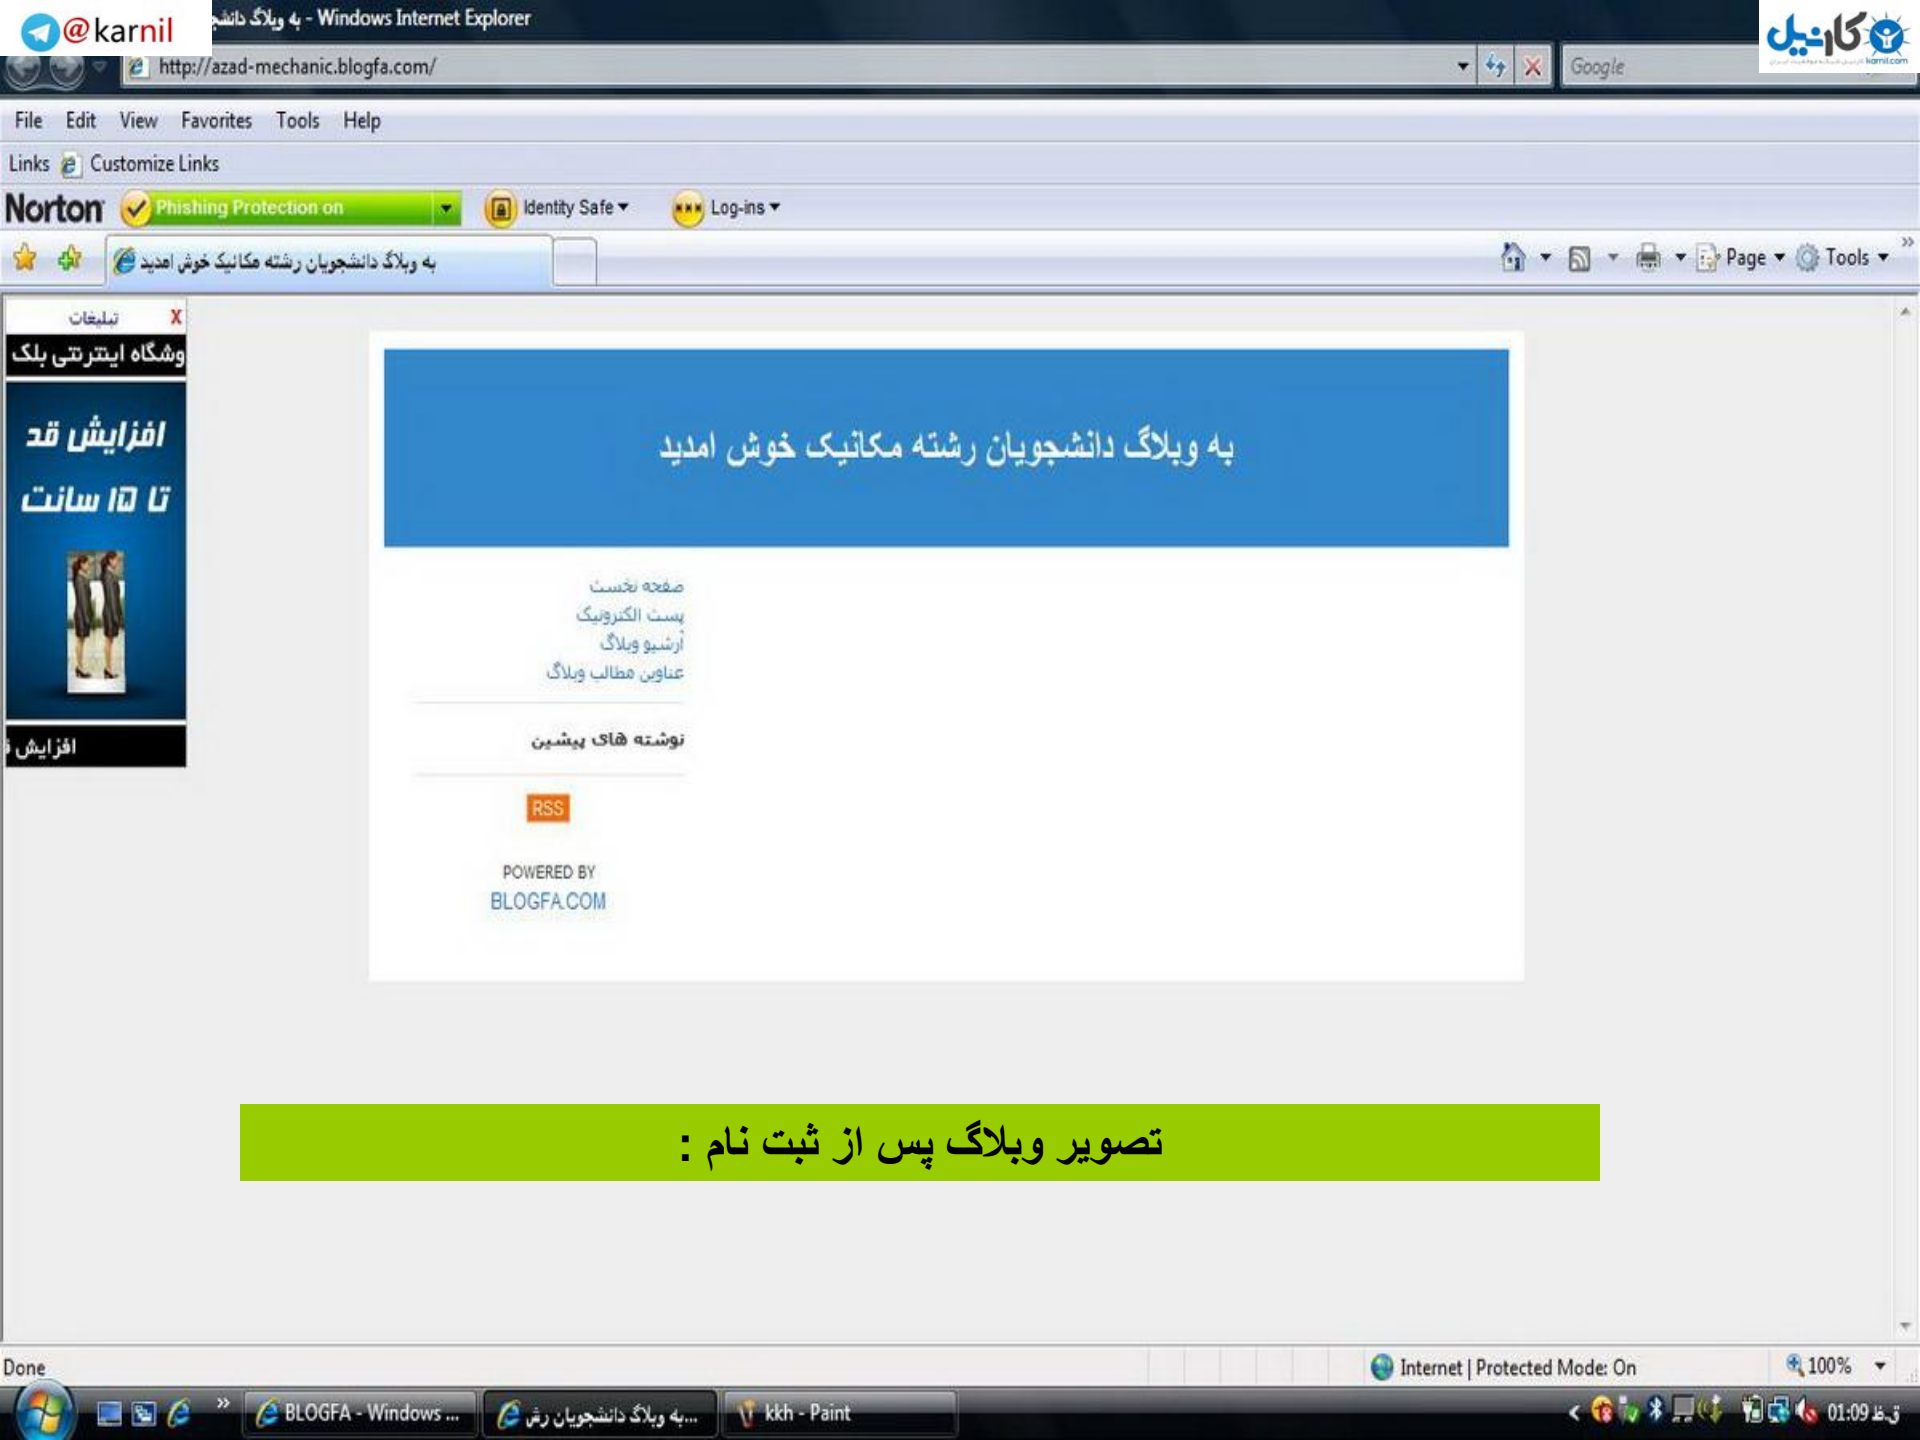 @karnil
به وبلاگ دانشج - Windows Internet Explorer
کارنیل
karnil.com
http://azad-mechanic.blogfa.com/
Google
File Edit View Favorites Tools Help
Links Customize Links
Norton Phishing Protection on Identity Safe Log-ins
به وبلاگ دانشجویان رشته مکانیک خوش امدید
Page Tools
تبلیغات X
وشگاه اینترنتی بلک
افزایش قد
تا ۱۵ سانت
افزایش
به وبلاگ دانشجویان رشته مکانیک خوش امدید
صفحه نخست
پست الکترونیک
آرشیو وبلاگ
عناوین مطالب وبلاگ
نوشته های پیشین
RSS
POWERED BY
BLOGFA.COM
تصویر وبلاگ پس از ثبت نام :
Done
Internet | Protected Mode: On
100%
BLOGFA - Windows ...
به وبلاگ دانشجویان رش...
kkh - Paint
01:09 ق.ظ